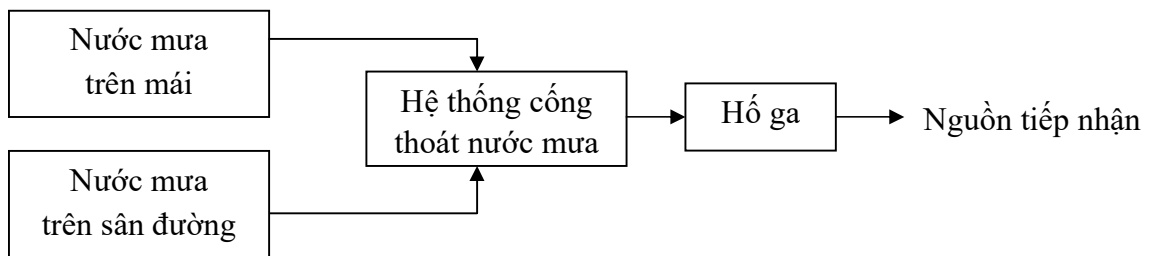 Nước mưa
trên mái
Hệ thống cống
thoát nước mưa
Hố ga
Nguồn tiếp nhận
Nước mưa
trên sân đường